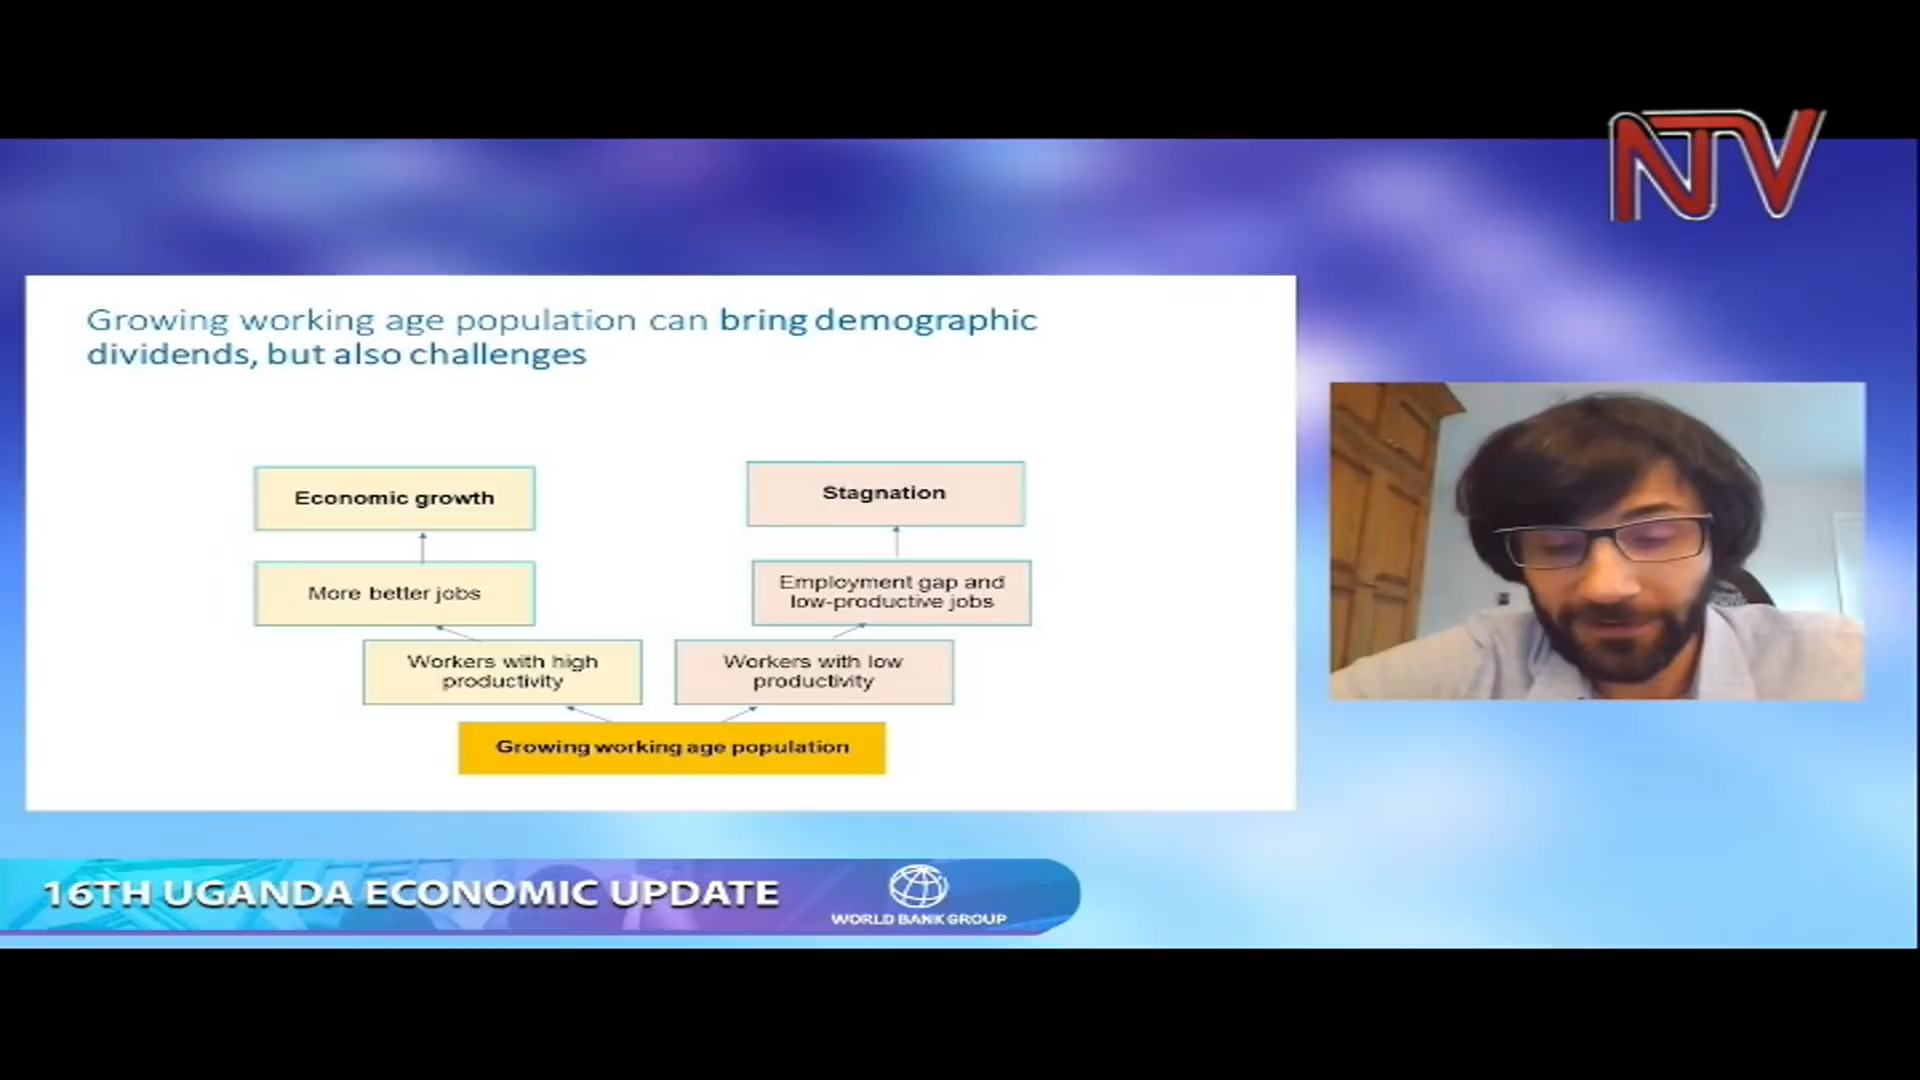 NTV
Growing working age population can bring demographic
dividends, but also challenges
Economic growth
Stagnation
More better jobs
Employment gap and
low-productive jobs
Workers with high
productivity
Workers with low
productivity
Growing working age population
16TH UGANDA ECONOMIC UPDATE
WORLD BANK GROUP